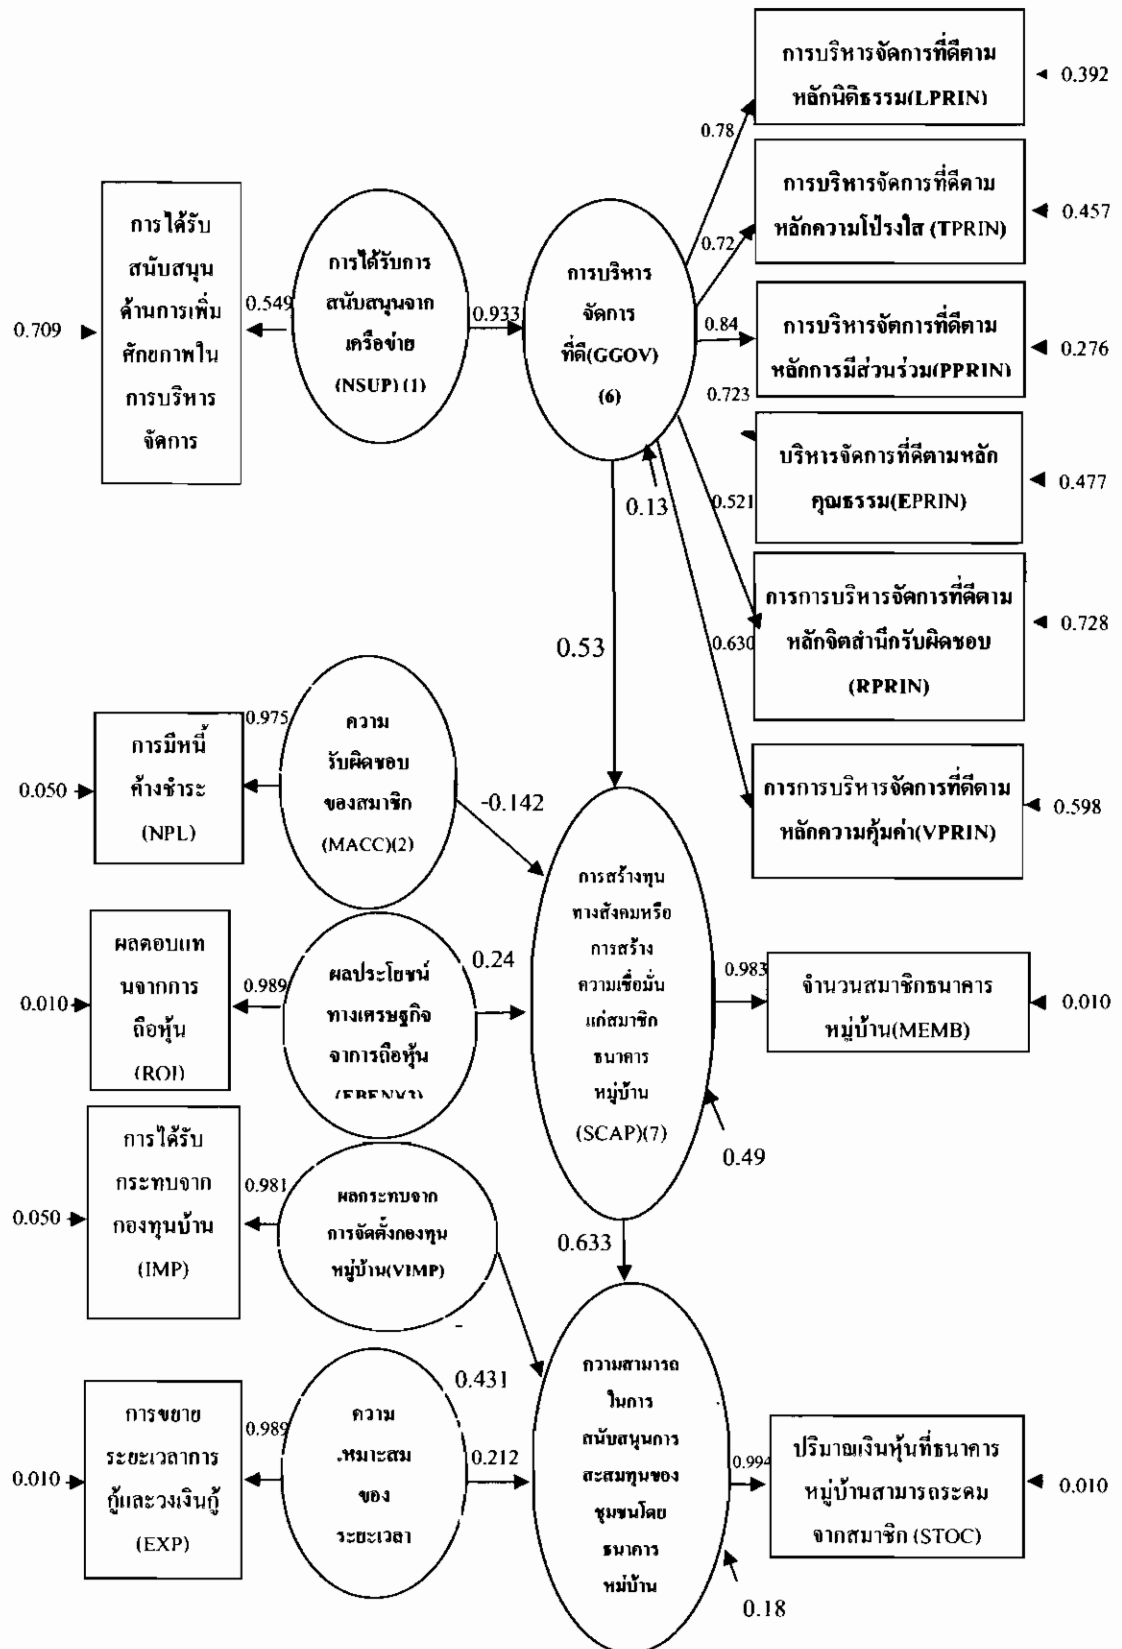 การบริหารจัดการที่ดีตาม
หลักนิติธรรม(LPRIN)
0.392
0.78
การบริหารจัดการที่ดีตาม
หลักความโปร่งใส (TPRIN)
0.457
0.72
การบริหารจัดการที่ดีตาม
หลักการมีส่วนร่วม(PPRIN)
0.276
0.84
0.723
บริหารจัดการที่ดีตามหลัก
คุณธรรม(EPRIN)
0.477
0.521
การการบริหารจัดการที่ดีตาม
หลักจิตสำนึกรับผิดชอบ
(RPRIN)
0.728
0.630
การการบริหารจัดการที่ดีตาม
หลักความคุ้มค่า(VPRIN)
0.598
0.709
การได้รับ
สนับสนุน
ด้านการเพิ่ม
ศักยภาพใน
การบริหาร
จัดการ
0.549
การได้รับการ
สนับสนุนจาก
เครือข่าย
(NSUP) (1)
0.933
การบริหาร
จัดการ
ที่ดี(GGOV)
(6)
0.13
0.53
0.050
การมีหนี้
ค้างชำระ
(NPL)
0.975
ความ
รับผิดชอบ
ของสมาชิก
(MACC)(2)
-0.142
0.010
ผลตอบแท
นจากการ
ถือหุ้น
(ROI)
0.989
ผลประโยชน์
ทางเศรษฐกิจ
จาการถือหุ้น
0.24
การสร้างทุน
ทางสังคมหรือ
การสร้าง
ความเชื่อมั่น
แก่สมาชิก
ธนาคาร
หมู่บ้าน
(SCAP)(7)
0.983
จำนวนสมาชิกธนาคาร
หมู่บ้าน(MEMB)
0.010
0.49
0.050
การได้รับ
กระทบจาก
กองทุนบ้าน
(IMP)
0.981
ผลกระทบจาก
การจัดตั้งกองทุน
หมู่บ้าน(VIMP)
-
0.431
0.633
0.010
การขยาย
ระยะเวลาการ
กู้และวงเงินกู้
(EXP)
0.989
ความ
เหมาะสม
ของ
ระยะเวลา
0.212
ความสามารถ
ในการ
สนับสนุนการ
สะสมทุนของ
ชุมชนโดย
ธนาคาร
หมู่บ้าน
0.994
ปริมาณเงินหุ้นที่ธนาคาร
หมู่บ้านสามารถระดม
จากสมาชิก (STOC)
0.010
0.18